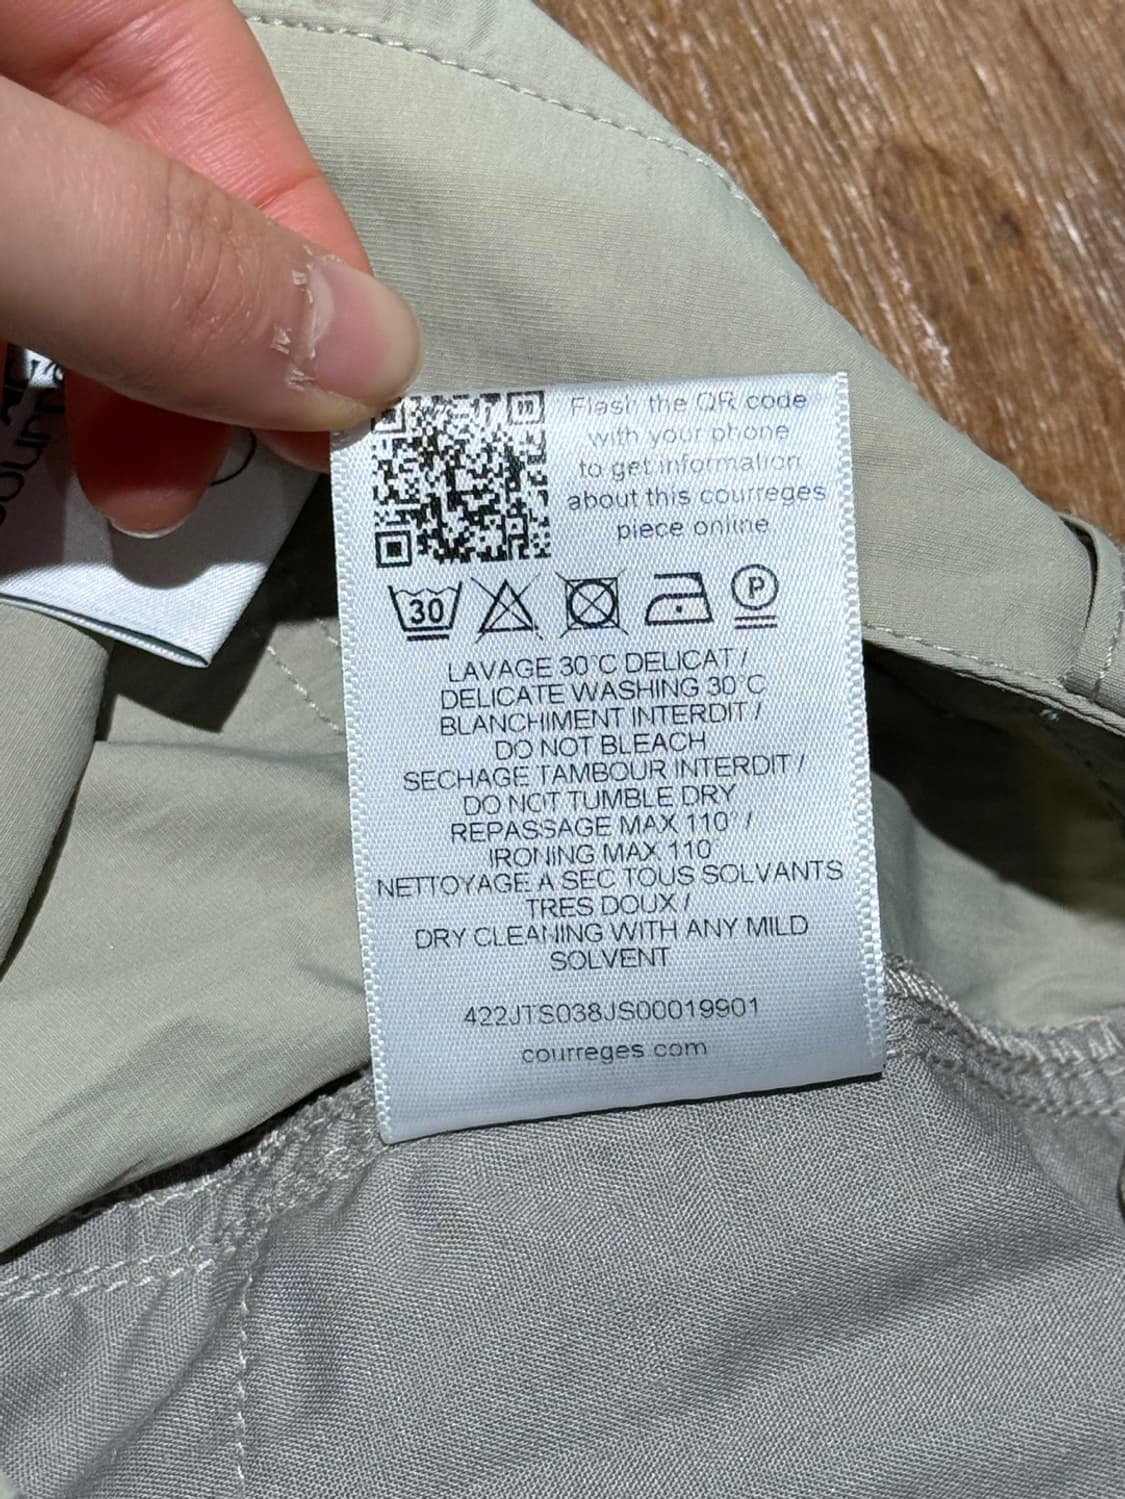 Flash the QR code
with your phone
to get information
about this courreges
piece online
30
P
LAVAGE 30°C DELICAT /
DELICATE WASHING 30°C
BLANCHIMENT INTERDIT /
DO NOT BLEACH
SECHAGE TAMBOUR INTERDIT /
DO NOT TUMBLE DRY
REPASSAGE MAX 110° /
IRONING MAX 110°
NETTOYAGE A SEC TOUS SOLVANTS
TRES DOUX /
DRY CLEANING WITH ANY MILD
SOLVENT
422JTS038JS00019901
courreges.com